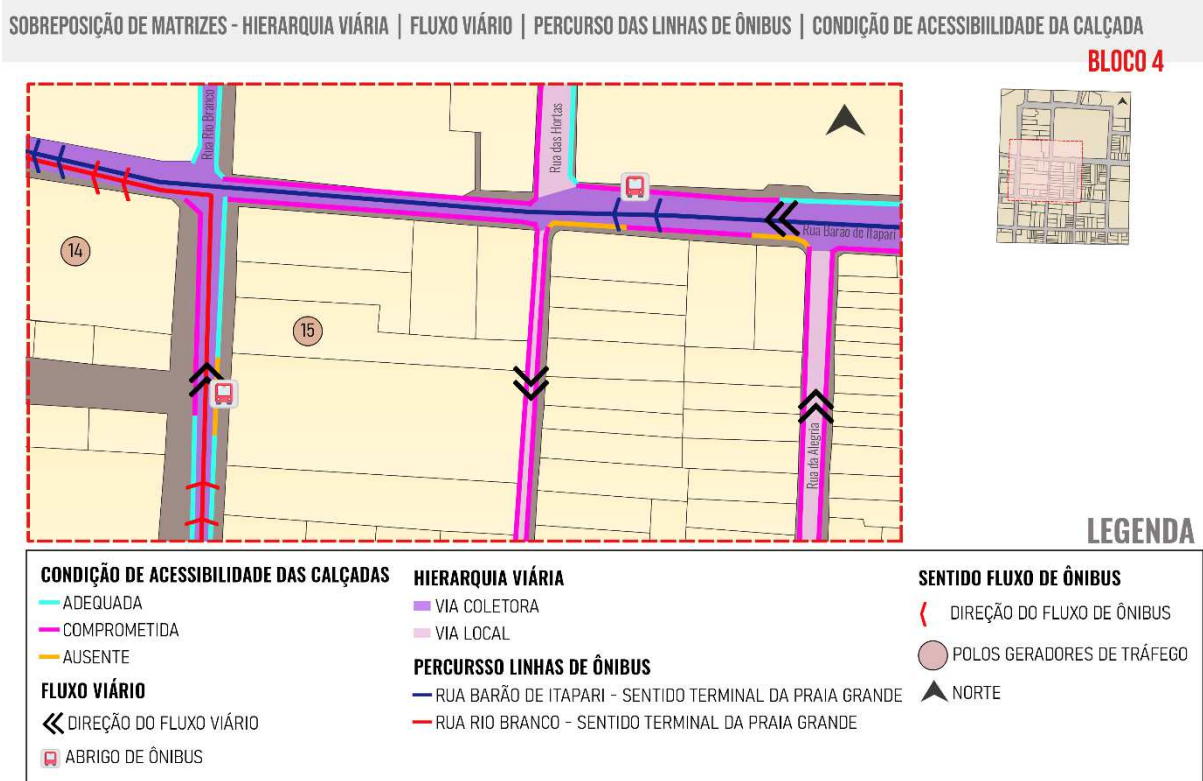 SOBREPOSIÇÃO DE MATRIZES - HIERARQUIA VIÁRIA | FLUXO VIÁRIO | PERCURSO DAS LINHAS DE ÔNIBUS | CONDIÇÃO DE ACESSIBIILIDADE DA CALÇADA
BLOCO 4
Rua Rio Branco
Rua das Hortas
Rua Barão de Itapari
14
15
Rua da Alegria
LEGENDA
CONDIÇÃO DE ACESSIBILIDADE DAS CALÇADAS
ADEQUADA
COMPROMETIDA
AUSENTE
FLUXO VIÁRIO
DIREÇÃO DO FLUXO VIÁRIO
ABRIGO DE ÔNIBUS
HIERARQUIA VIÁRIA
VIA COLETORA
VIA LOCAL
PERCURSSO LINHAS DE ÔNIBUS
RUA BARÃO DE ITAPARI - SENTIDO TERMINAL DA PRAIA GRANDE
RUA RIO BRANCO - SENTIDO TERMINAL DA PRAIA GRANDE
SENTIDO FLUXO DE ÔNIBUS
DIREÇÃO DO FLUXO DE ÔNIBUS
POLOS GERADORES DE TRÁFEGO
NORTE